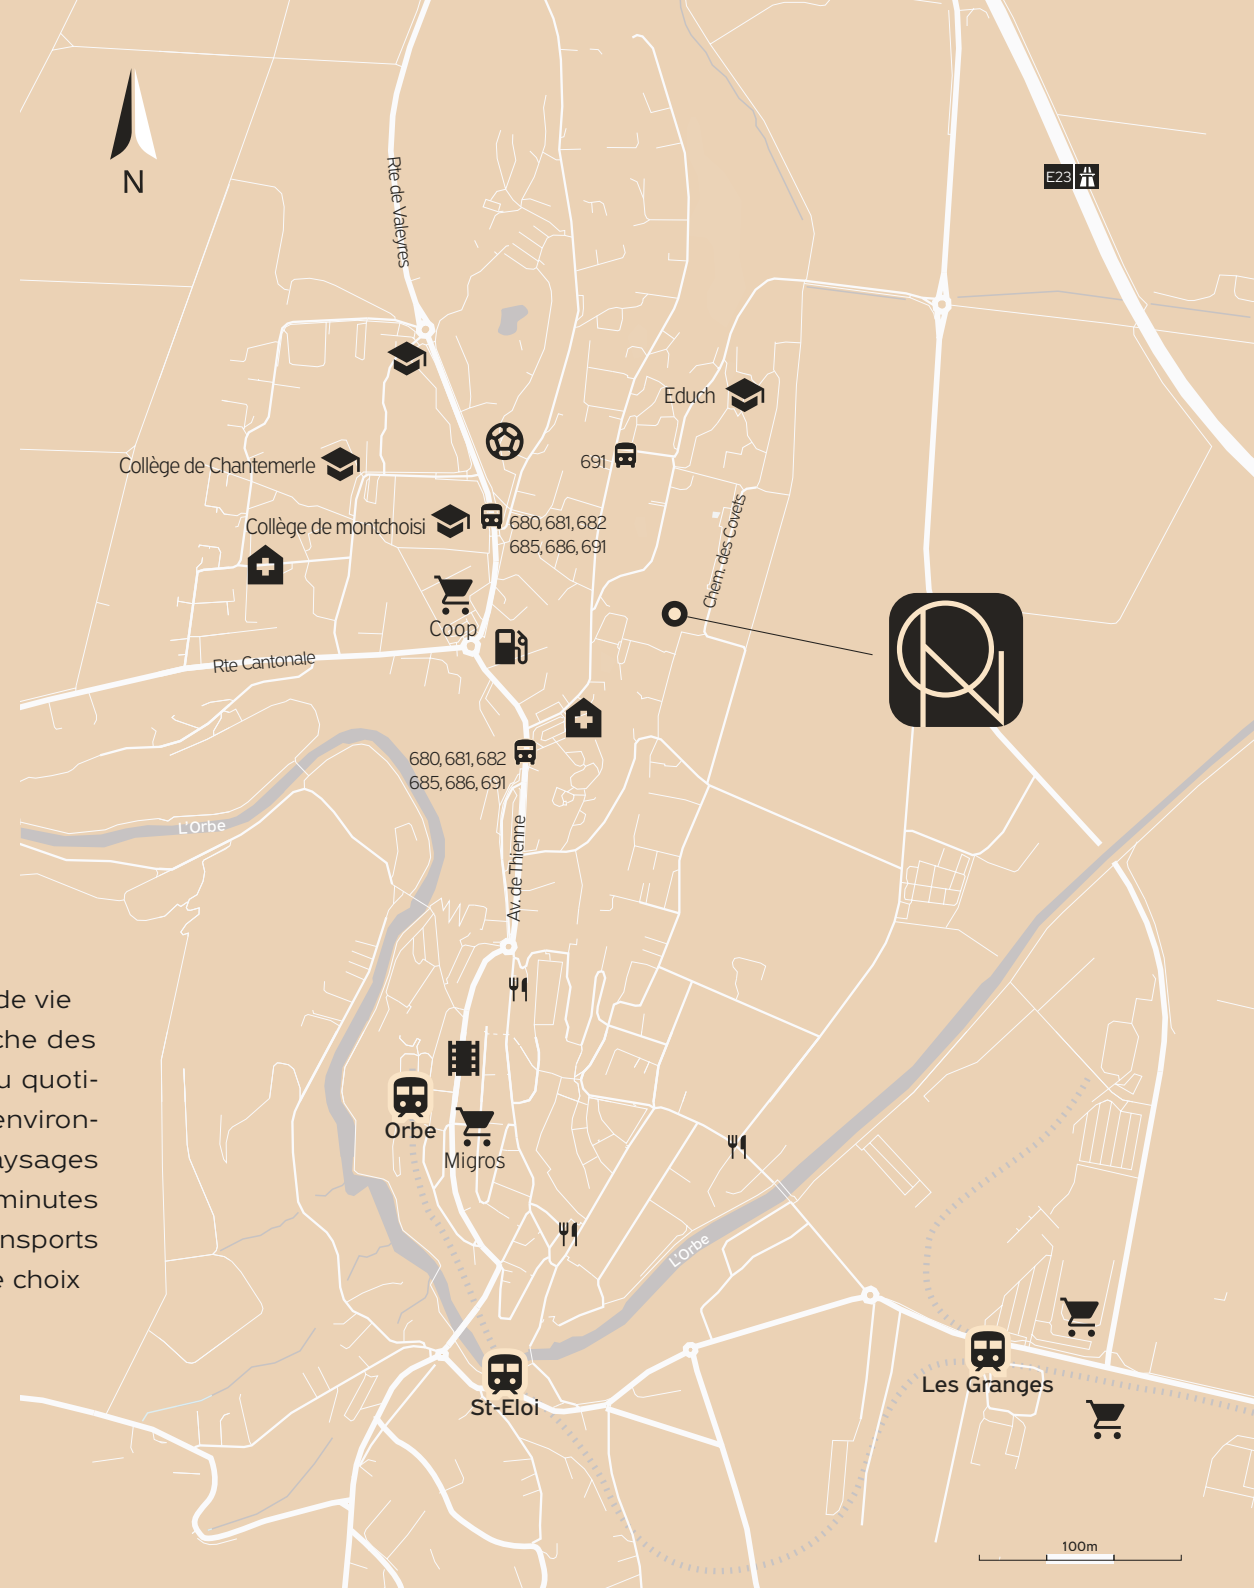 N
Rte de Valeyres
E23
Educh
691
Collège de Chantemerle
Collège de montchoisi
680, 681, 682
685, 686, 691
Chem. des Covets
Coop
Rte Cantonale
680, 681, 682
685, 686, 691
L'Orbe
Av. de Thienne
de vie
che des
u quoti-
environ-
aysages
minutes
nsports
e choix
Orbe
Migros
L'Orbe
Les Granges
St-Eloi
100m